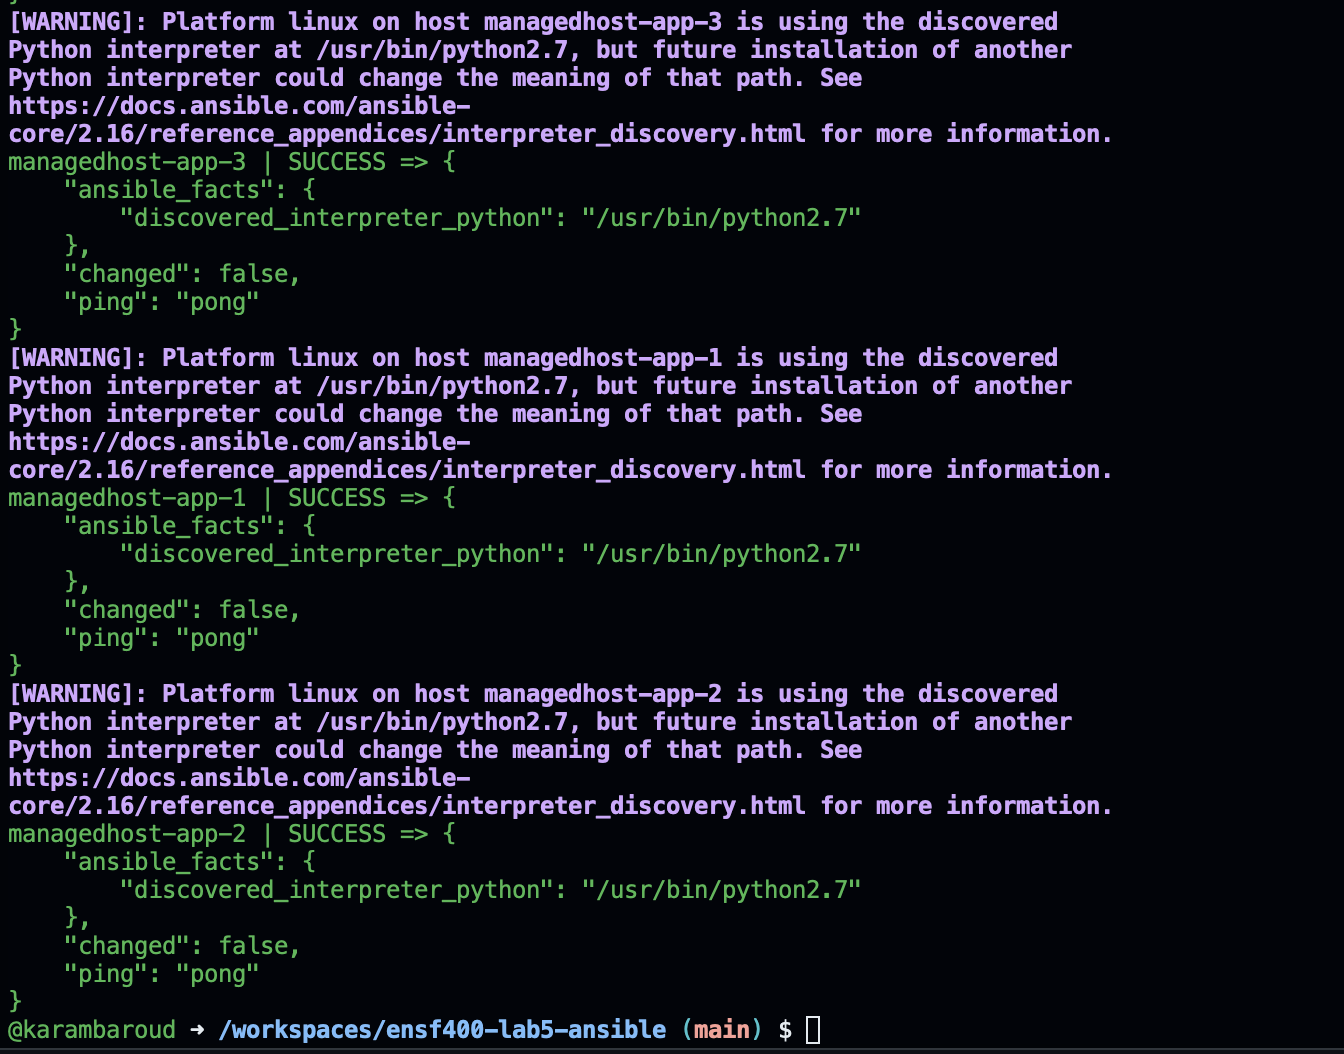 }
[WARNING]: Platform linux on host managedhost-app-3 is using the discovered
Python interpreter at /usr/bin/python2.7, but future installation of another
Python interpreter could change the meaning of that path. See
https://docs.ansible.com/ansible-
core/2.16/reference_appendices/interpreter_discovery.html for more information.
managedhost-app-3 | SUCCESS => {
    "ansible_facts": {
        "discovered_interpreter_python": "/usr/bin/python2.7"
    },
    "changed": false,
    "ping": "pong"
}
[WARNING]: Platform linux on host managedhost-app-1 is using the discovered
Python interpreter at /usr/bin/python2.7, but future installation of another
Python interpreter could change the meaning of that path. See
https://docs.ansible.com/ansible-
core/2.16/reference_appendices/interpreter_discovery.html for more information.
managedhost-app-1 | SUCCESS => {
    "ansible_facts": {
        "discovered_interpreter_python": "/usr/bin/python2.7"
    },
    "changed": false,
    "ping": "pong"
}
[WARNING]: Platform linux on host managedhost-app-2 is using the discovered
Python interpreter at /usr/bin/python2.7, but future installation of another
Python interpreter could change the meaning of that path. See
https://docs.ansible.com/ansible-
core/2.16/reference_appendices/interpreter_discovery.html for more information.
managedhost-app-2 | SUCCESS => {
    "ansible_facts": {
        "discovered_interpreter_python": "/usr/bin/python2.7"
    },
    "changed": false,
    "ping": "pong"
}
@karambaroud ➜ /workspaces/ensf400-lab5-ansible (main) $